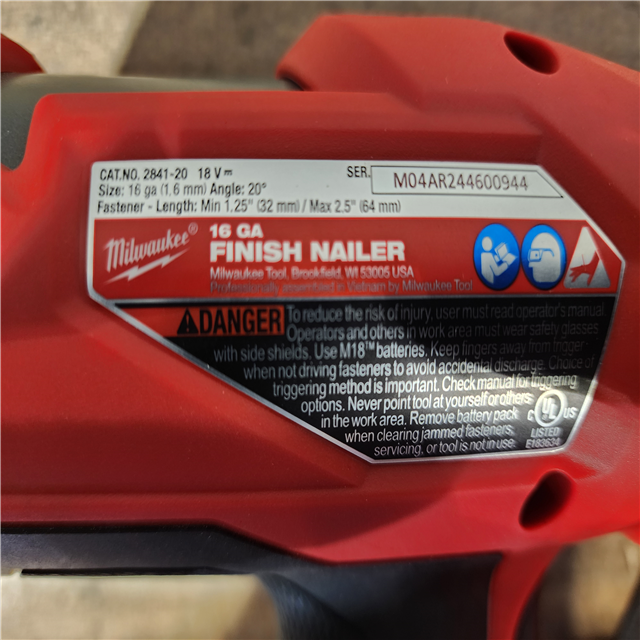 CAT.NO. 2841-20 18 V⎓ SER. M04AR244600944
Size: 16 ga (1,6 mm) Angle: 20°
Fastener - Length: Min 1.25" (32 mm) / Max 2.5" (64 mm)
Milwaukee®
16 GA
FINISH NAILER
Milwaukee Tool, Brookfield, WI 53005 USA
Professionally assembled in Vietnam by Milwaukee Tool
DANGER To reduce the risk of injury, user must read operator's manual.
Operators and others in work area must wear safety glasses
with side shields. Use M18™ batteries. Keep fingers away from trigger
when not driving fasteners to avoid accidental discharge. Choice of
triggering method is important. Check manual for triggering
options. Never point tool at yourself or others
in the work area. Remove battery pack
when clearing jammed fasteners,
servicing, or tool is not in use.
C UL US
LISTED
E183634